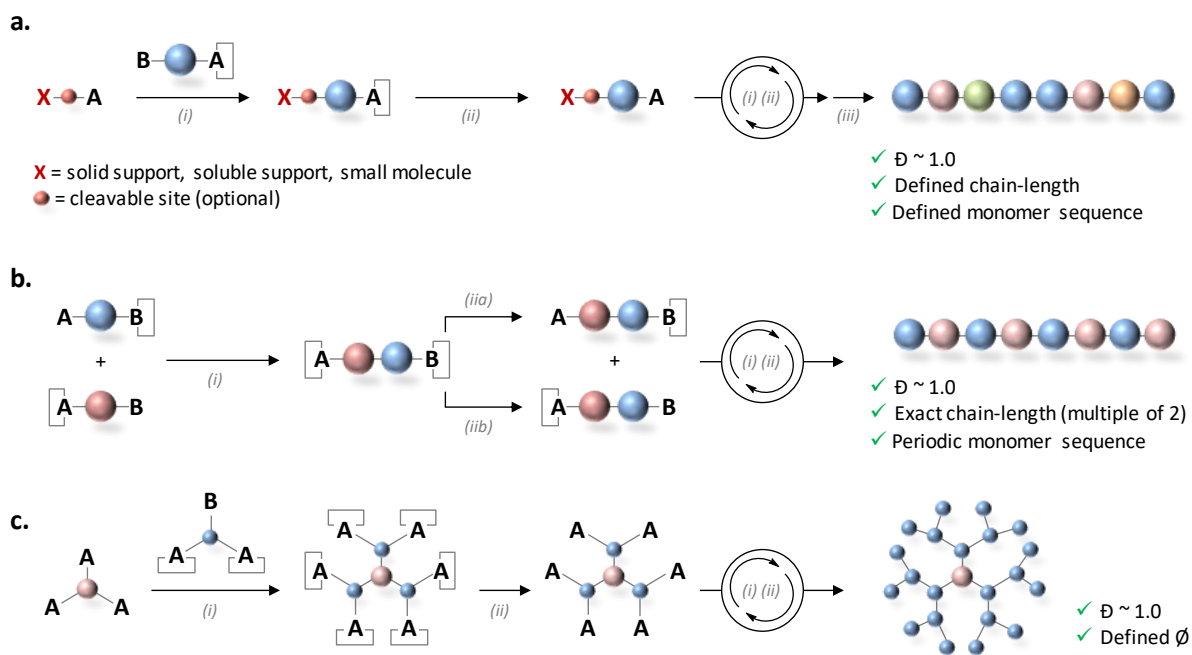 a.
B A
X A
(i)
X A
(ii)
X A
(i) (ii)
(iii)
X = solid support, soluble support, small molecule
= cleavable site (optional)
✓ Đ ~ 1.0
✓ Defined chain-length
✓ Defined monomer sequence
b.
A B
+
A B
(i)
A B
(iia)
(iib)
A B
+
A B
(i) (ii)
✓ Đ ~ 1.0
✓ Exact chain-length (multiple of 2)
✓ Periodic monomer sequence
c.
A
A A
B
A A
(i)
A A
A A
A A
(ii)
A A
A A
A A
(i) (ii)
✓ Đ ~ 1.0
✓ Defined Ø